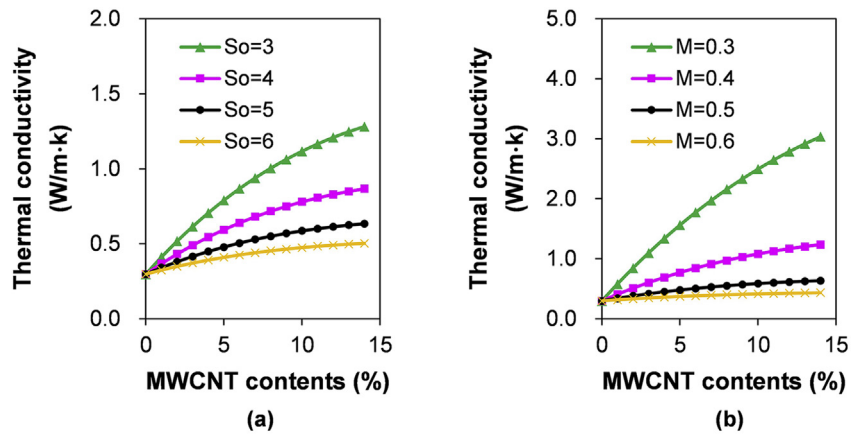 2.0
1.5
1.0
0.5
0.0
Thermal conductivity
(W/m·k)
So=3
So=4
So=5
So=6
0 5 10 15
MWCNT contents (%)
(a)
5.0
4.0
3.0
2.0
1.0
0.0
Thermal conductivity
(W/m·k)
M=0.3
M=0.4
M=0.5
M=0.6
0 5 10 15
MWCNT contents (%)
(b)